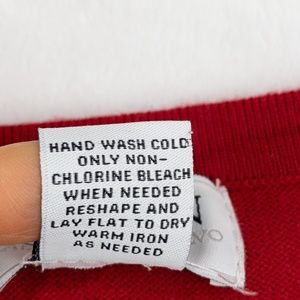 HAND WASH COLD
ONLY NON-
CHLORINE BLEACH
WHEN NEEDED
RESHAPE AND
LAY FLAT TO DRY
WARM IRON
AS NEEDED